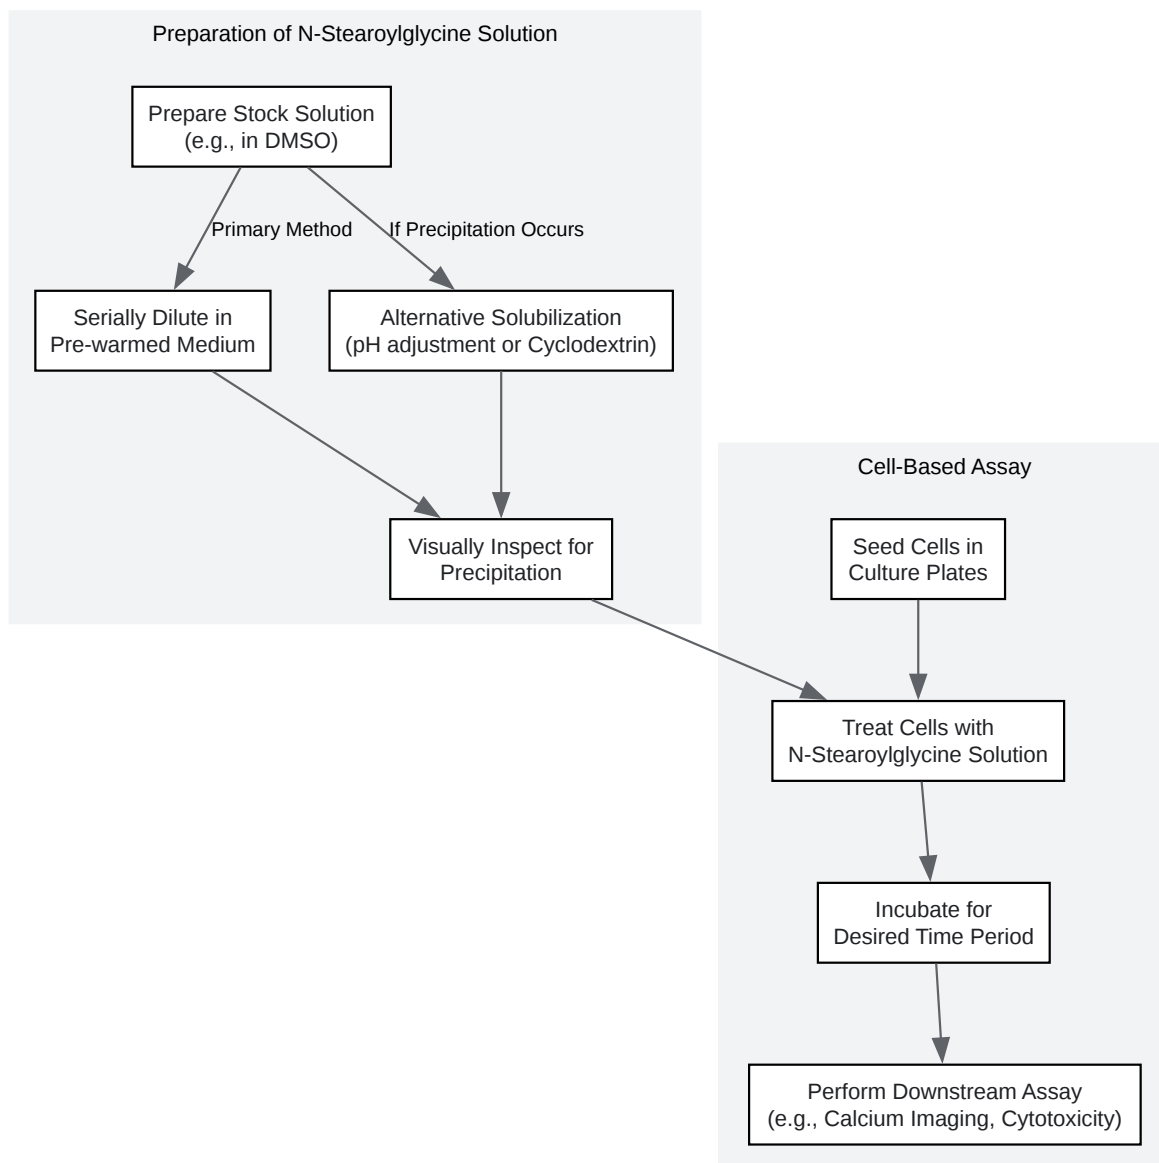 Preparation of N-Stearoylglycine Solution
Prepare Stock Solution
(e.g., in DMSO)
Primary Method
If Precipitation Occurs
Serially Dilute in
Pre-warmed Medium
Alternative Solubilization
(pH adjustment or Cyclodextrin)
Visually Inspect for
Precipitation
Cell-Based Assay
Seed Cells in
Culture Plates
Treat Cells with
N-Stearoylglycine Solution
Incubate for
Desired Time Period
Perform Downstream Assay
(e.g., Calcium Imaging, Cytotoxicity)